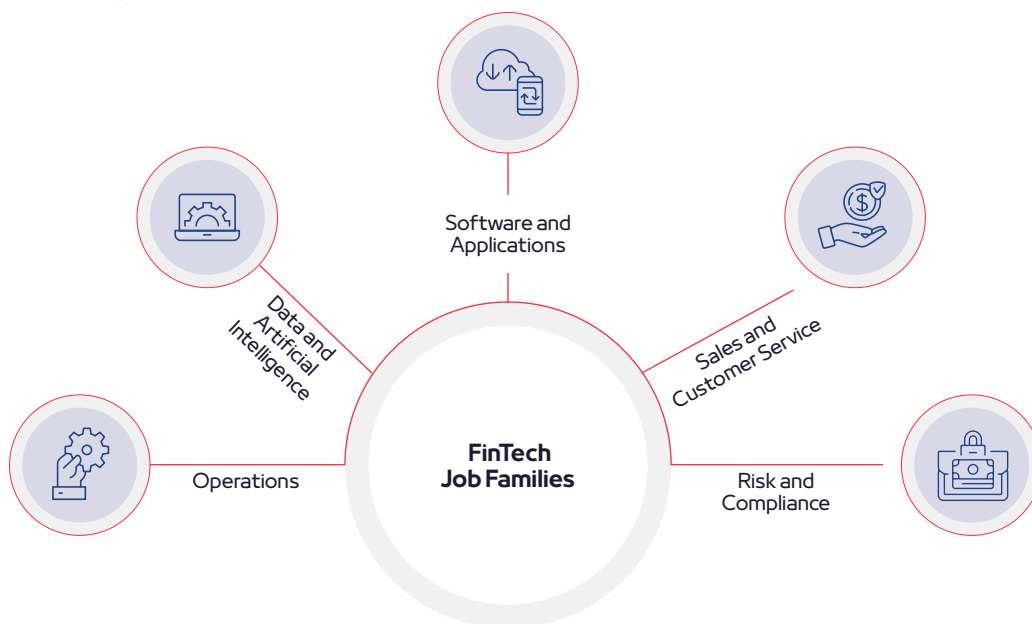 Software and
Applications
Data and
Artificial
Intelligence
Sales and
Customer Service
Operations
FinTech
Job Families
Risk and
Compliance
$